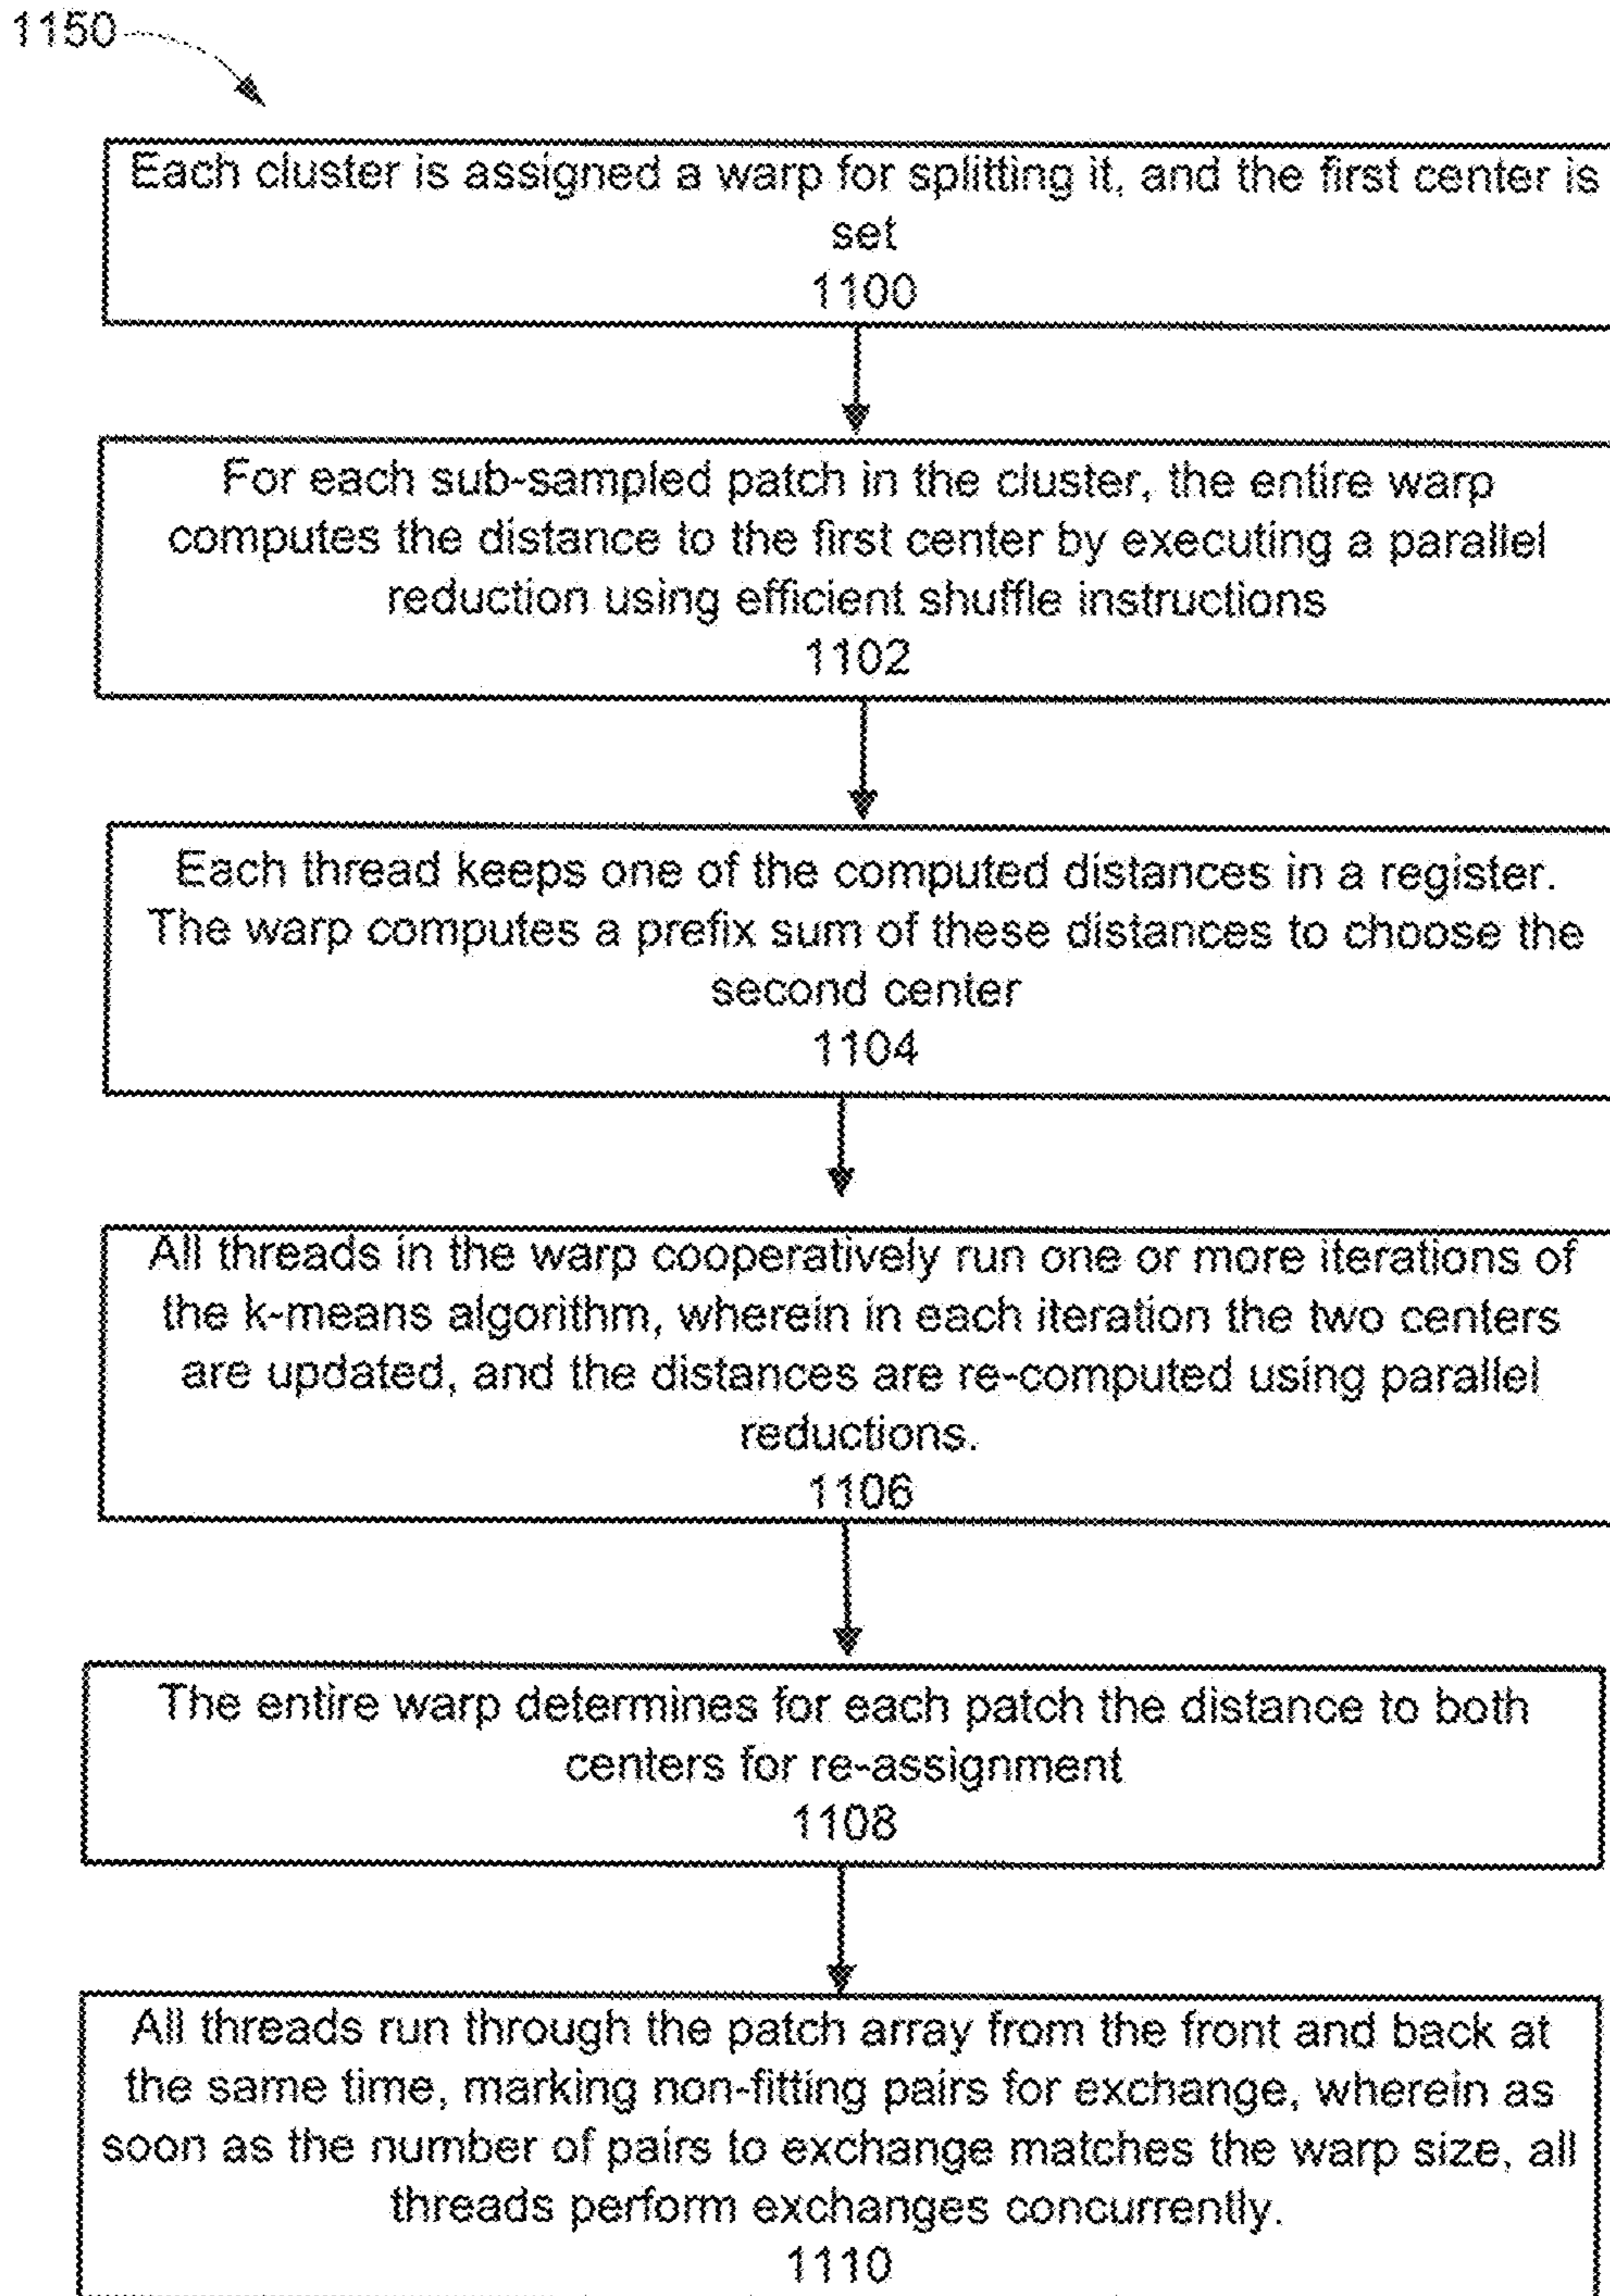 1150
Each cluster is assigned a warp for splitting it, and the first center is
set
1100
For each sub-sampled patch in the cluster, the entire warp
computes the distance to the first center by executing a parallel
reduction using efficient shuffle instructions
1102
Each thread keeps one of the computed distances in a register.
The warp computes a prefix sum of these distances to choose the
second center
1104
All threads in the warp cooperatively run one or more iterations of
the k-means algorithm, wherein in each iteration the two centers
are updated, and the distances are re-computed using parallel
reductions.
1106
The entire warp determines for each patch the distance to both
centers for re-assignment
1108
All threads run through the patch array from the front and back at
the same time, marking non-fitting pairs for exchange, wherein as
soon as the number of pairs to exchange matches the warp size, all
threads perform exchanges concurrently.
1110